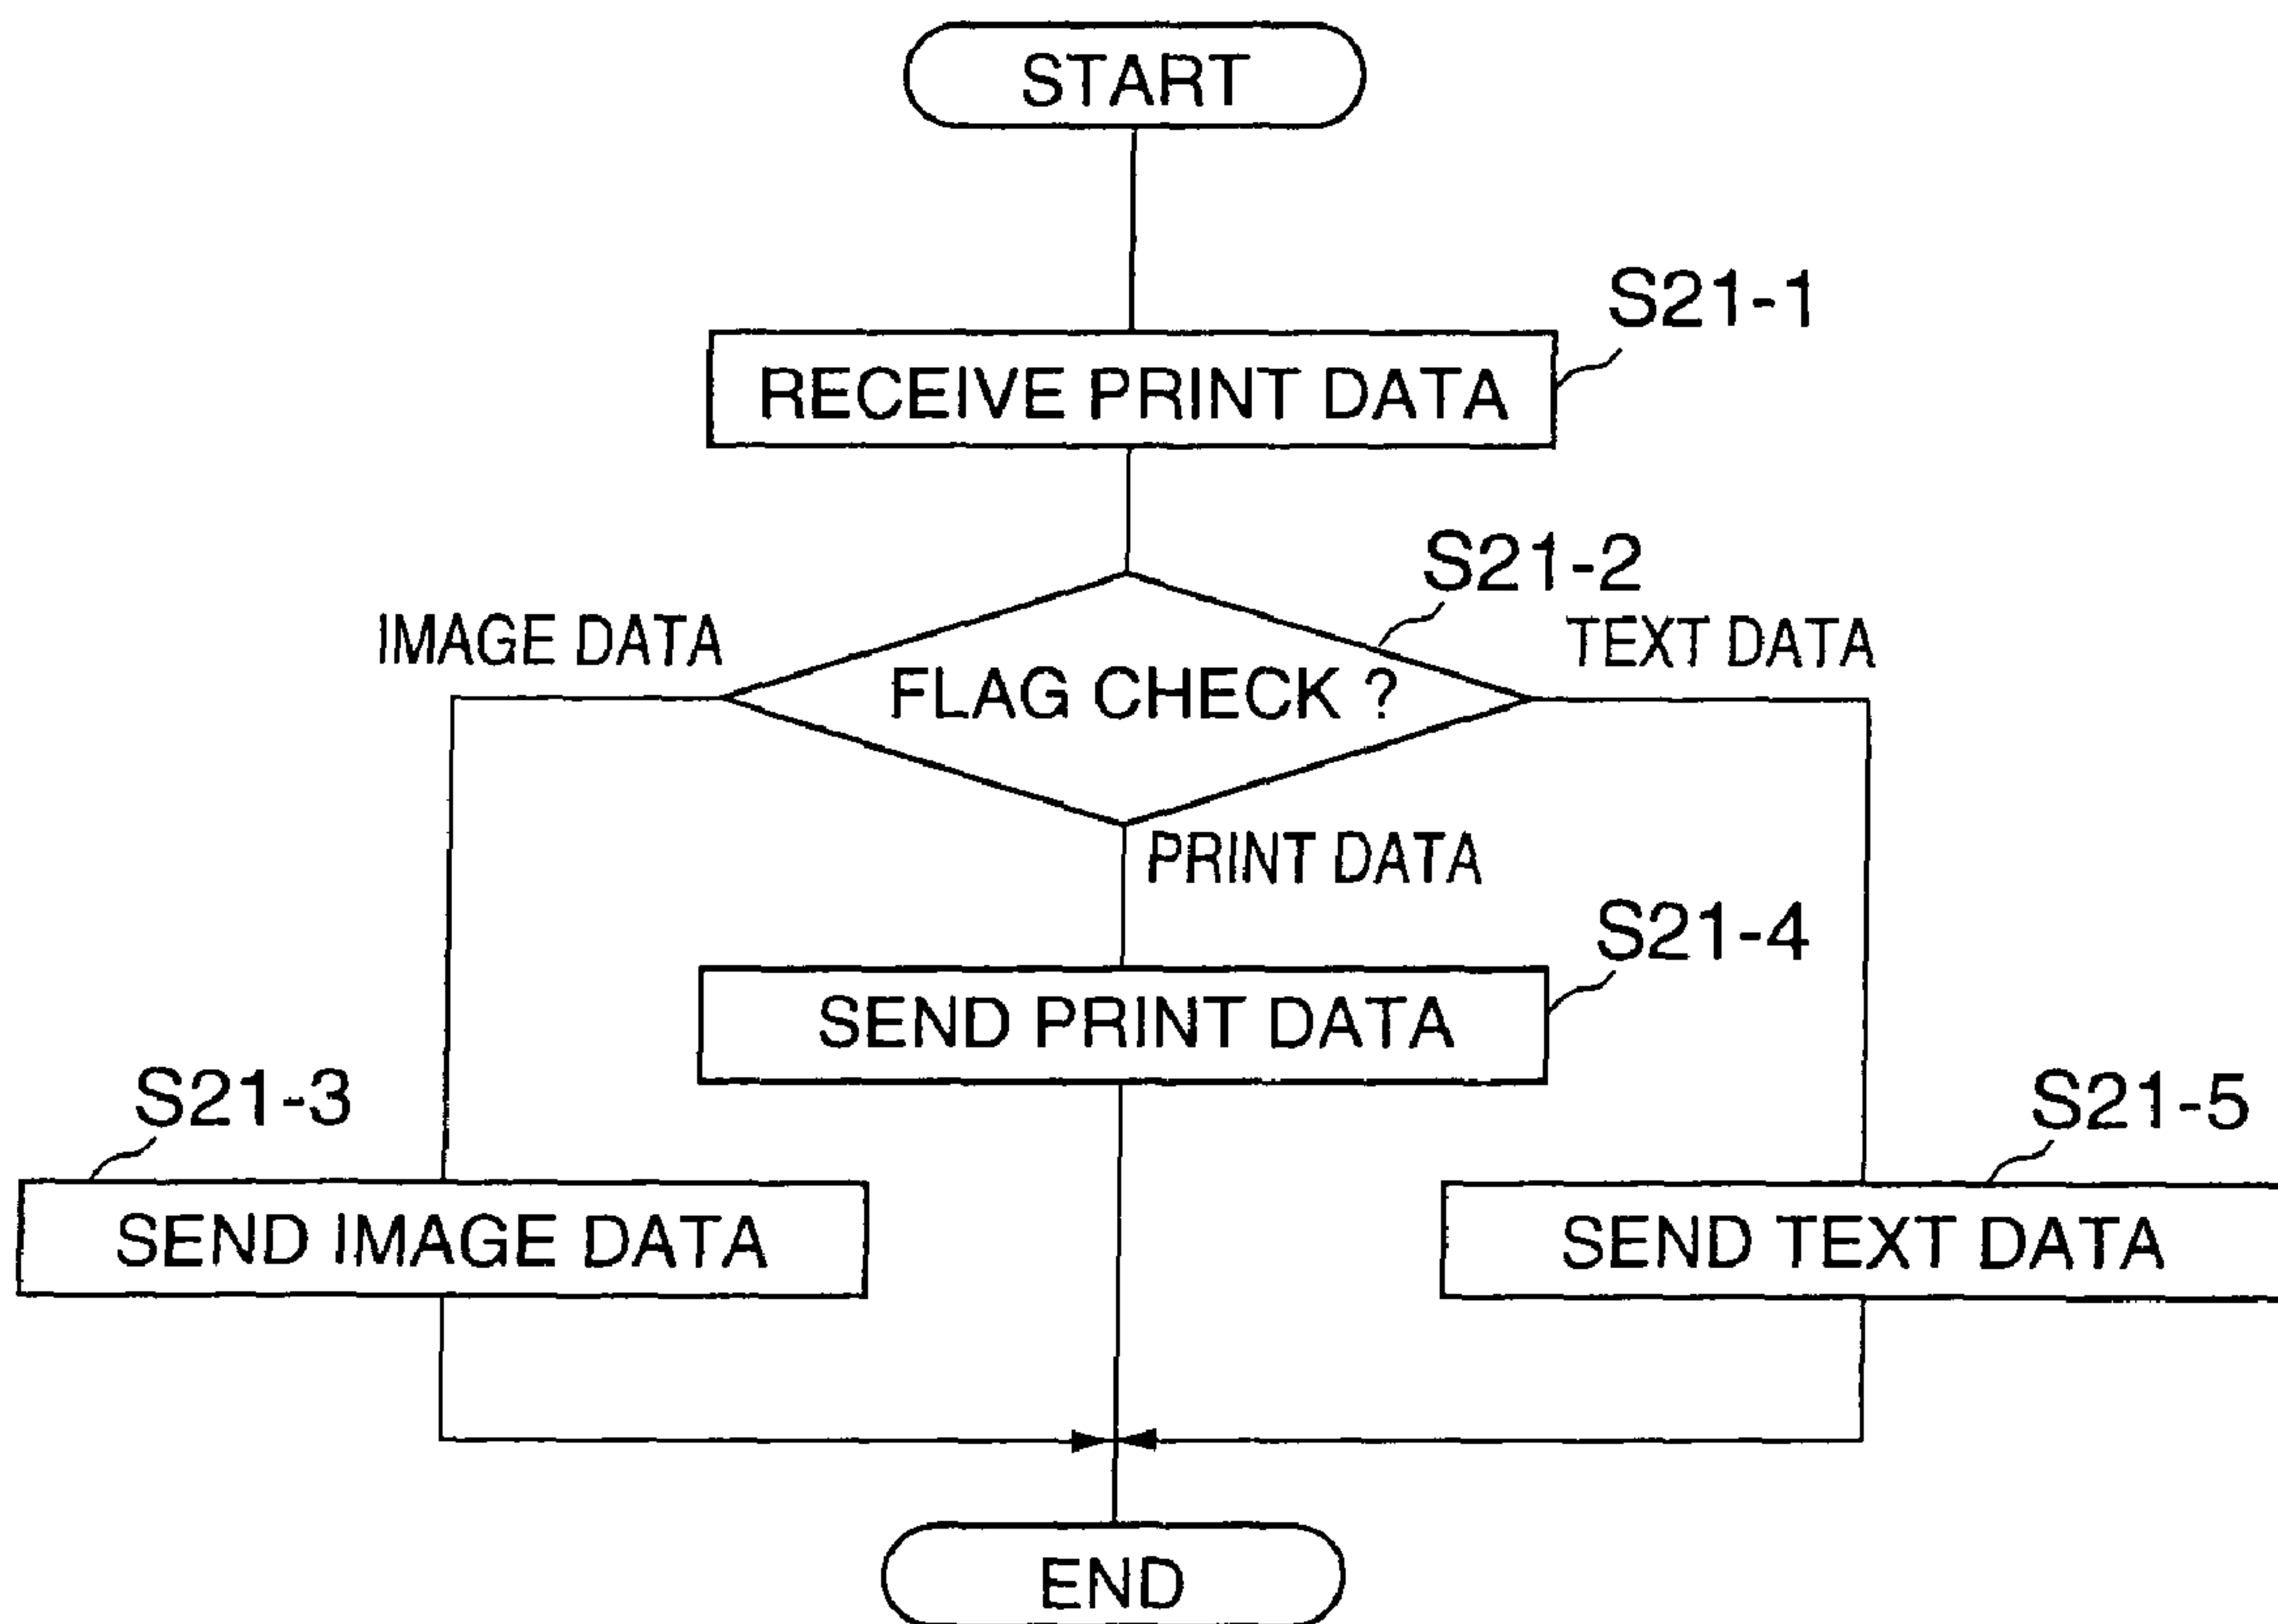 START
S21-1
RECEIVE PRINT DATA
S21-2
IMAGE DATA
TEXT DATA
FLAG CHECK ?
PRINT DATA
S21-4
SEND PRINT DATA
S21-3
S21-5
SEND IMAGE DATA
SEND TEXT DATA
END